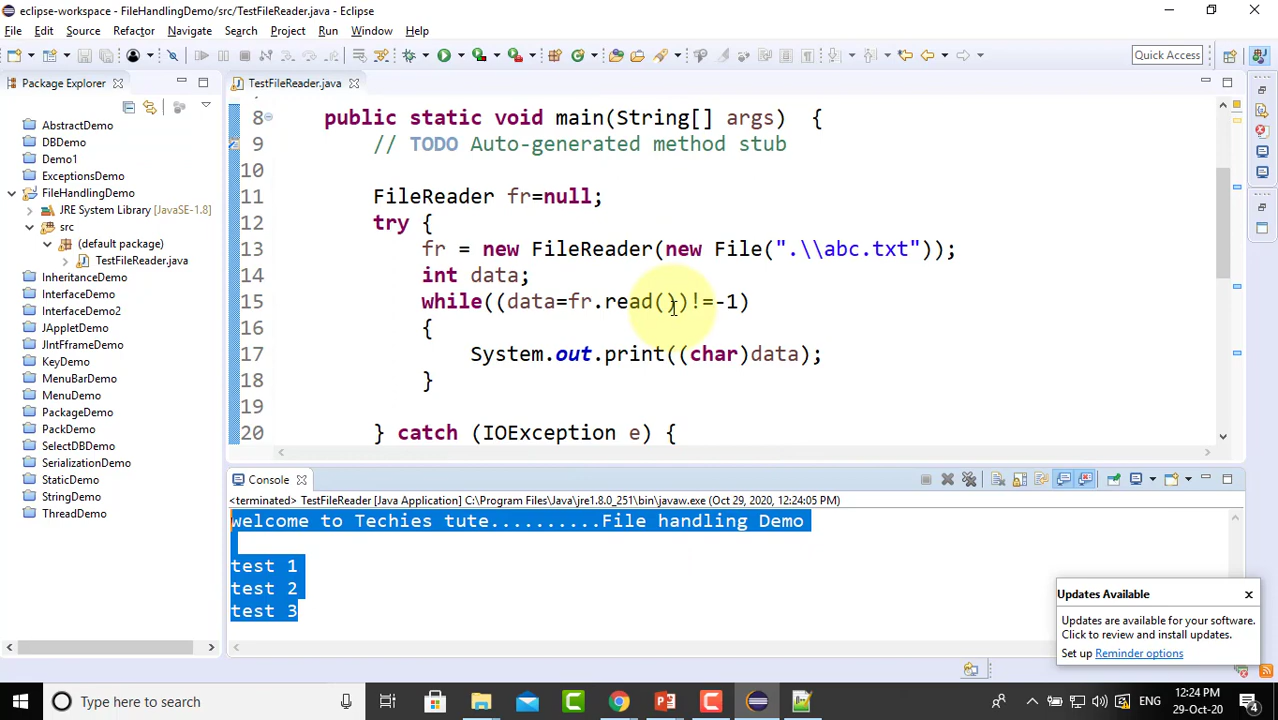 eclipse-workspace - FileHandlingDemo/src/TestFileReader.java - Eclipse
File Edit Source Refactor Navigate Search Project Run Window Help
Quick Access
Package Explorer
TestFileReader.java
AbstractDemo
DBDemo
Demo1
ExceptionsDemo
FileHandlingDemo
JRE System Library [JavaSE-1.8]
src
(default package)
TestFileReader.java
InheritanceDemo
InterfaceDemo
InterfaceDemo2
JAppletDemo
JIntfFrameDemo
KeyDemo
MenuBarDemo
MenuDemo
PackageDemo
PackDemo
SelectDBDemo
SerializationDemo
StaticDemo
StringDemo
ThreadDemo
8 public static void main(String[] args) {
9 // TODO Auto-generated method stub
10
11 FileReader fr=null;
12 try {
13 fr = new FileReader(new File(".\\abc.txt"));
14 int data;
15 while((data=fr.read())!=-1)
16 {
17 System.out.print((char)data);
18 }
19
20 } catch (IOException e) {
Console
<terminated> TestFileReader [Java Application] C:\Program Files\Java\jre1.8.0_251\bin\javaw.exe (Oct 29, 2020, 12:24:05 PM)
welcome to Techies tute..........File handling Demo
test 1
test 2
test 3
Updates Available
Updates are available for your software.
Click to review and install updates.
Set up Reminder options
Type here to search
ENG
12:24 PM
29-Oct-20
4